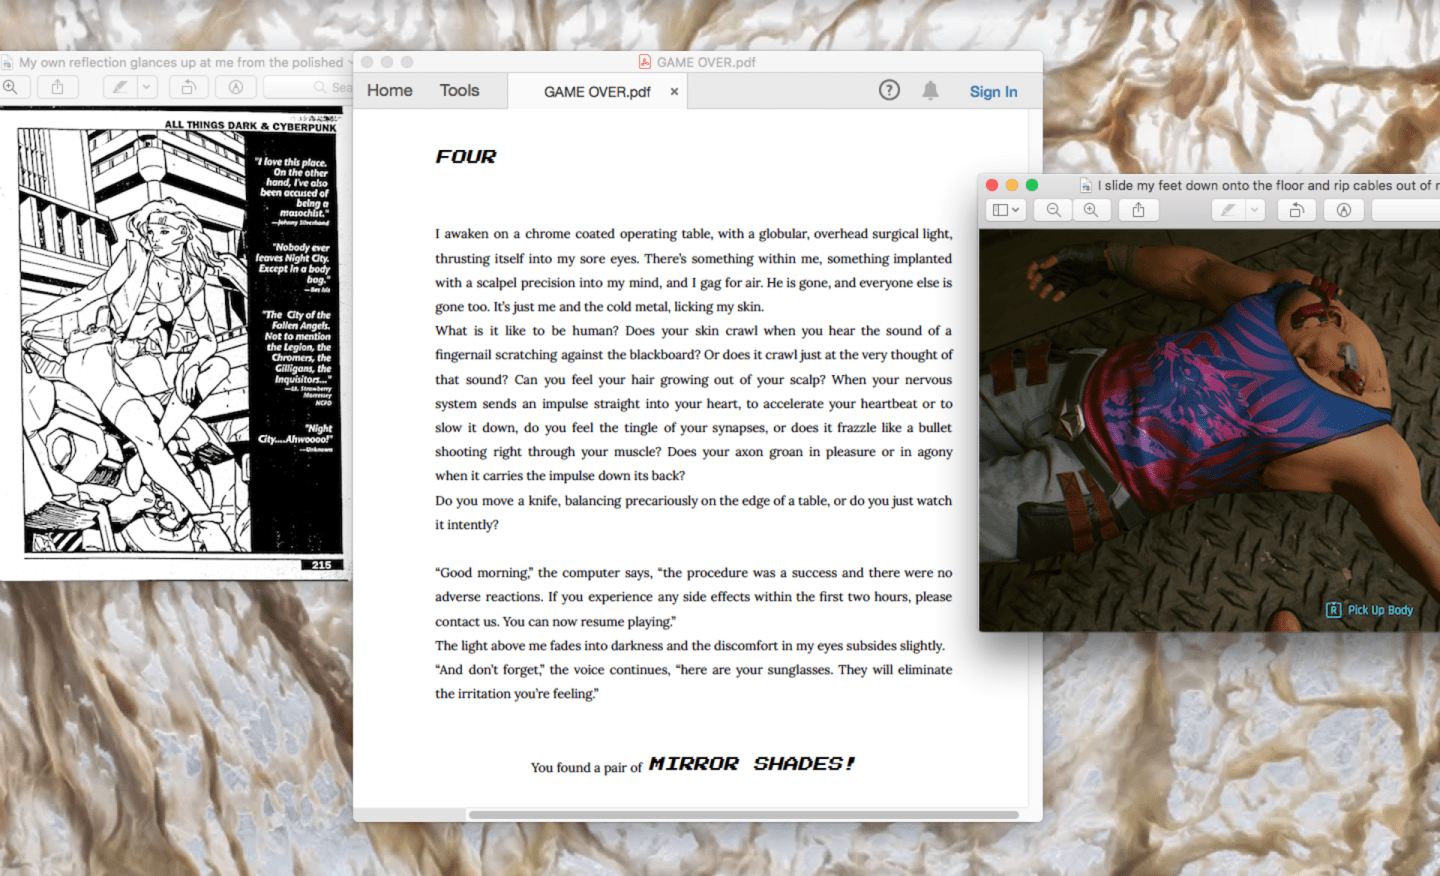 My own reflection glances up at me from the polished
Sea
ALL THINGS DARK & CYBERPUNK
"I love this place.
On the other
hand, I've also
been accused of
being a
masochist."
—Johnny Silverhand
"Nobody ever
leaves Night City.
Except in a body
bag."
"The City of the
Fallen Angels.
Not to mention
the Legion, the
Chromers, the
Gilligans, the
Inquisitors..."
—Lt. Strawberry
Morressey
NCPD
"Night
City....Ahwoooo!"
—Unknown
215
GAME OVER.pdf
Home Tools GAME OVER.pdf × Sign In
FOUR
I awaken on a chrome coated operating table, with a globular, overhead surgical light,
thrusting itself into my sore eyes. There's something within me, something implanted
with a scalpel precision into my mind, and I gag for air. He is gone, and everyone else is
gone too. It's just me and the cold metal, licking my skin.
What is it like to be human? Does your skin crawl when you hear the sound of a
fingernail scratching against the blackboard? Or does it crawl just at the very thought of
that sound? Can you feel your hair growing out of your scalp? When your nervous
system sends an impulse straight into your heart, to accelerate your heartbeat or to
slow it down, do you feel the tingle of your synapses, or does it frazzle like a bullet
shooting right through your muscle? Does your axon groan in pleasure or in agony
when it carries the impulse down its back?
Do you move a knife, balancing precariously on the edge of a table, or do you just watch
it intently?
"Good morning," the computer says, "the procedure was a success and there were no
adverse reactions. If you experience any side effects within the first two hours, please
contact us. You can now resume playing."
The light above me fades into darkness and the discomfort in my eyes subsides slightly.
"And don't forget," the voice continues, "here are your sunglasses. They will eliminate
the irritation you're feeling."
You found a pair of MIRROR SHADES!
I slide my feet down onto the floor and rip cables out of
R Pick Up Body